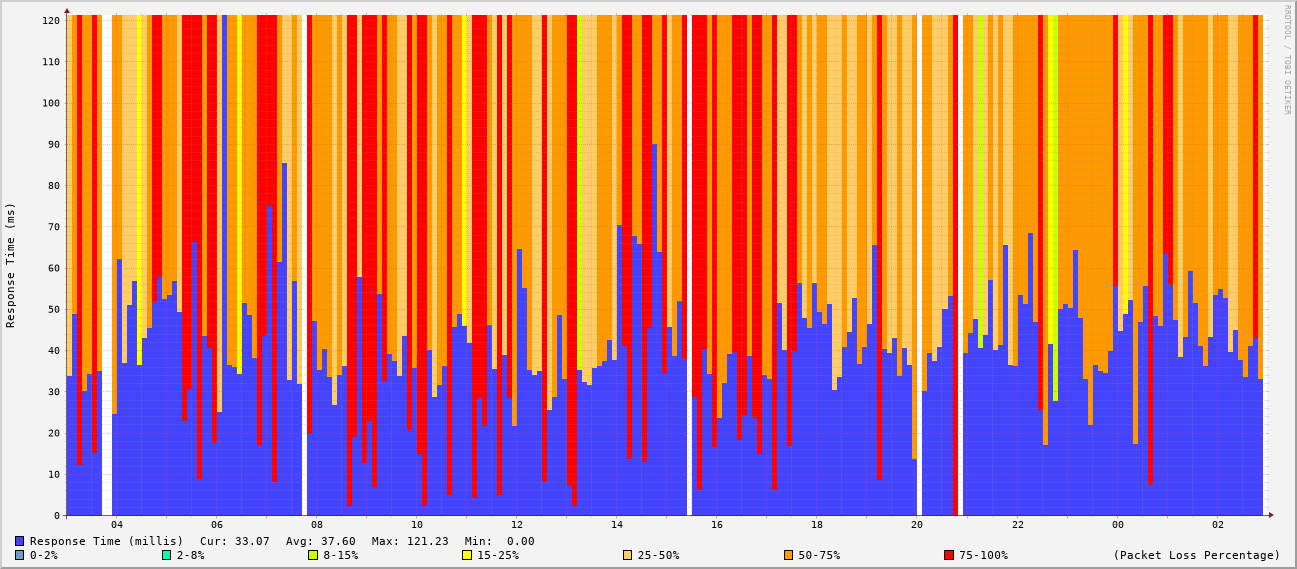 RRDTOOL / TOBI OETIKER
Response Time (ms)
120
110
100
90
80
70
60
50
40
30
20
10
0
04 06 08 10 12 14 16 18 20 22 00 02
Response Time (millis) Cur: 33.07 Avg: 37.60 Max: 121.23 Min: 0.00
0-2% 2-8% 8-15% 15-25% 25-50% 50-75% 75-100% (Packet Loss Percentage)